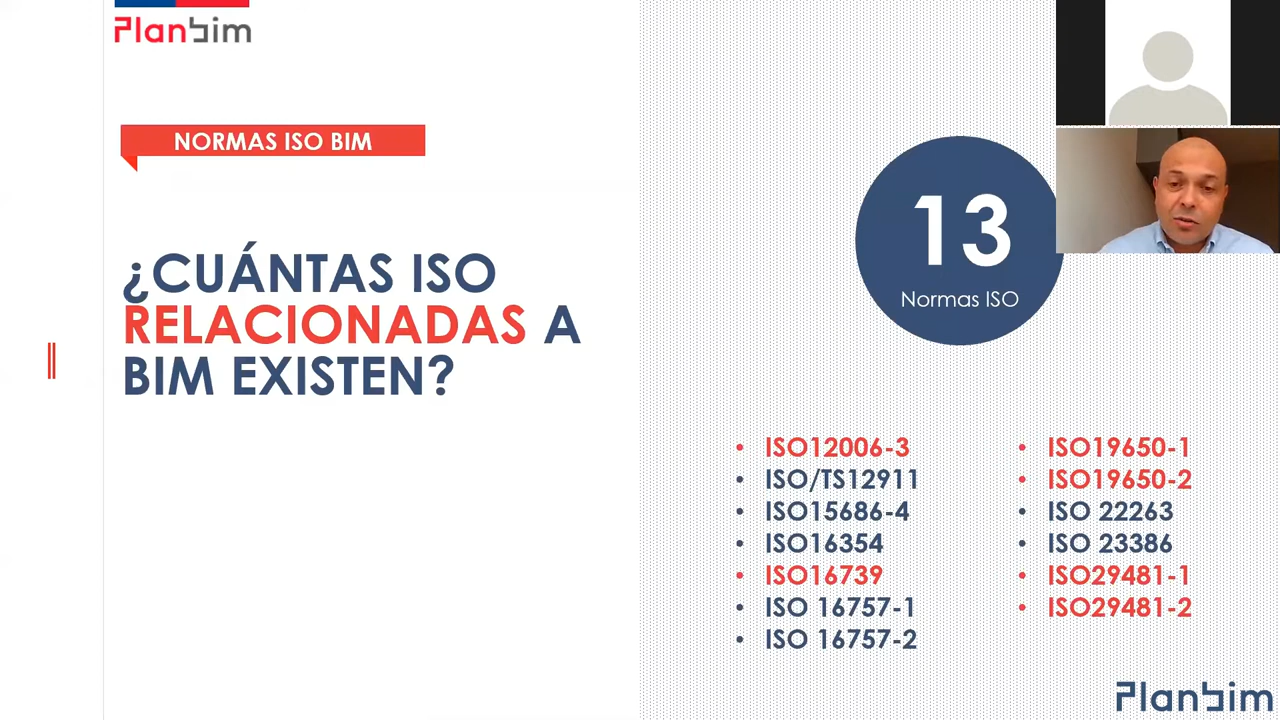 Planbim
NORMAS ISO BIM
¿CUÁNTAS ISO
RELACIONADAS A
BIM EXISTEN?
13
Normas ISO
• ISO12006-3
• ISO/TS12911
• ISO15686-4
• ISO16354
• ISO16739
• ISO 16757-1
• ISO 16757-2
• ISO19650-1
• ISO19650-2
• ISO 22263
• ISO 23386
• ISO29481-1
• ISO29481-2
Planbim